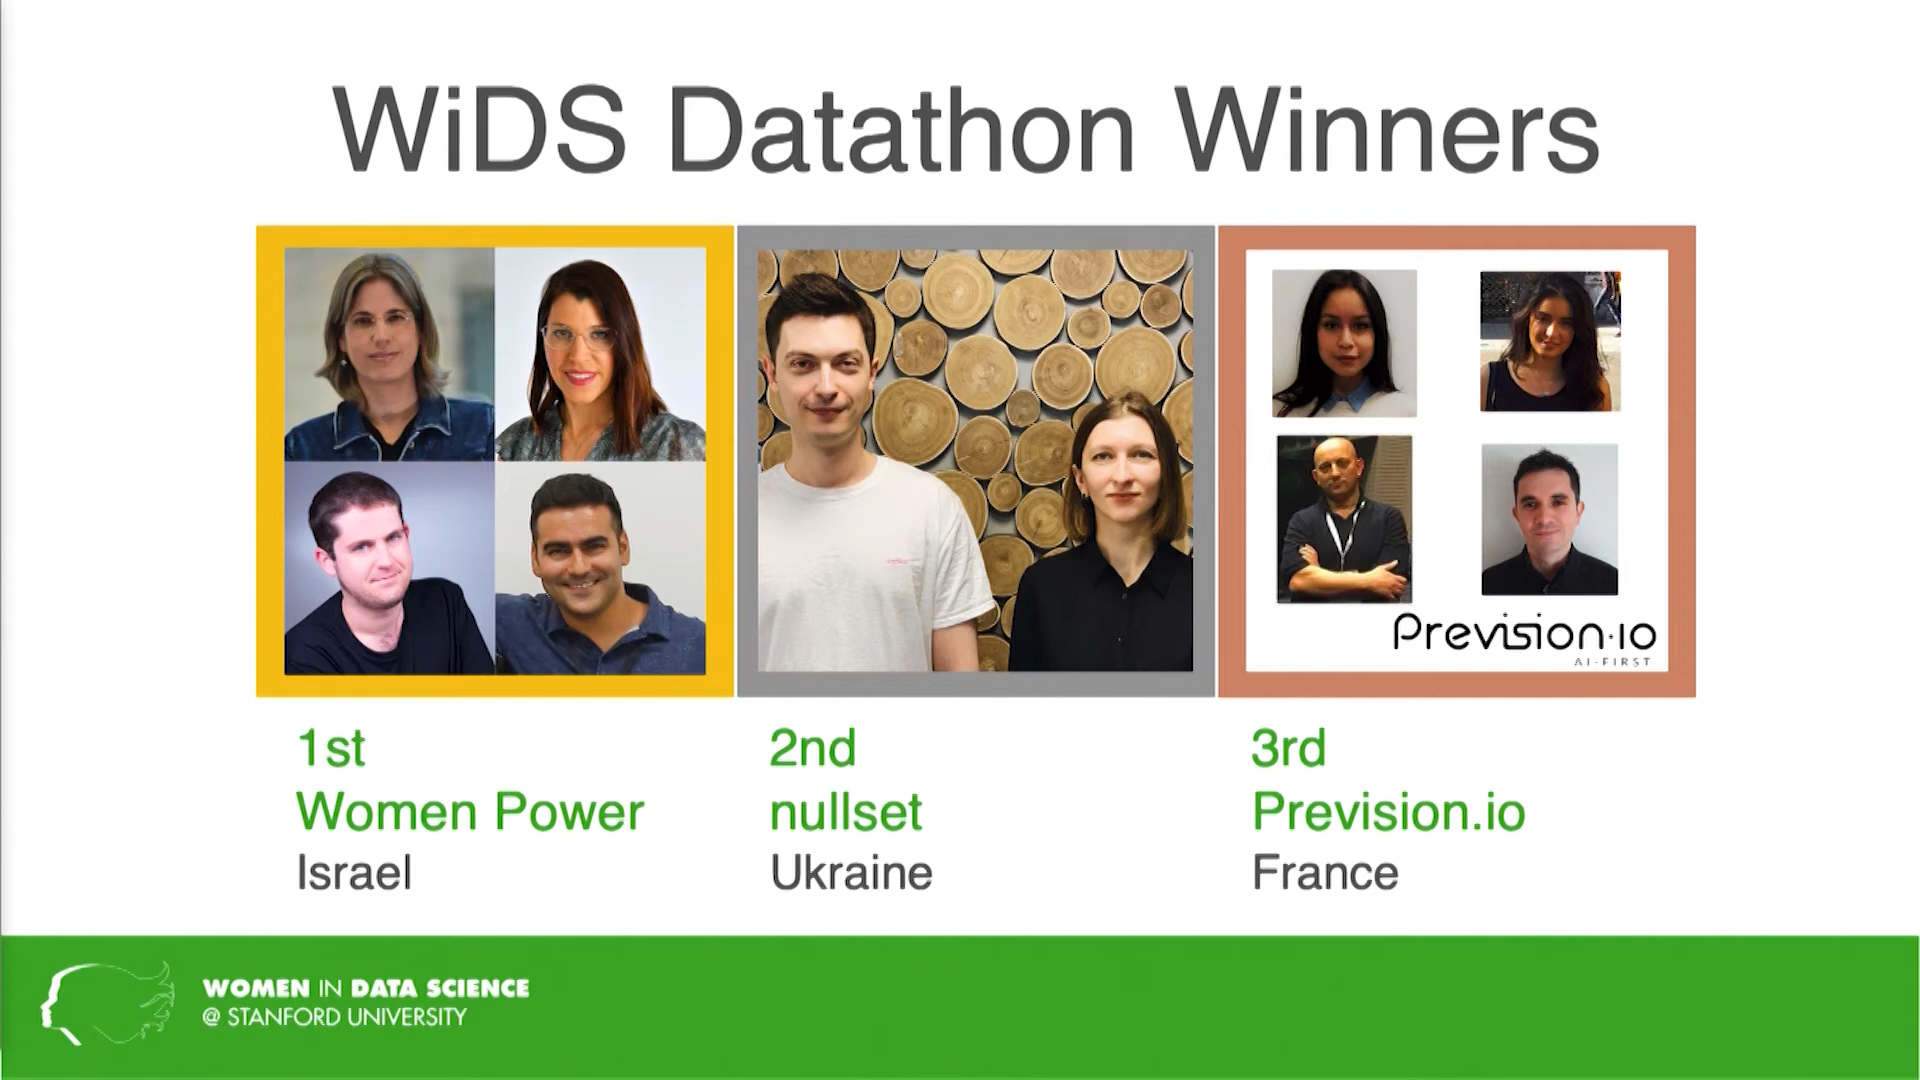 WiDS Datathon Winners
Prevision.io
AI-FIRST
1st
Women Power
Israel
2nd
nullset
Ukraine
3rd
Prevision.io
France
WOMEN IN DATA SCIENCE
@ STANFORD UNIVERSITY